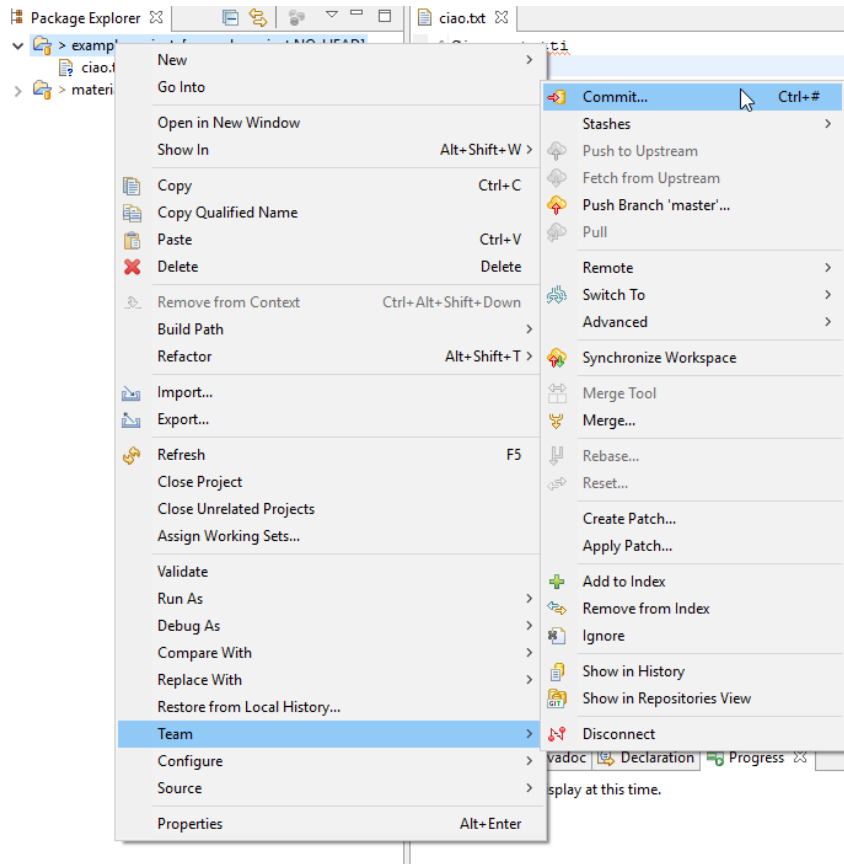 Package Explorer
ciao.txt
> examp
NO-HEAD]
ti
ciao.t
> materi
New
Go Into
Open in New Window
Show In Alt+Shift+W
Copy Ctrl+C
Copy Qualified Name
Paste Ctrl+V
Delete Delete
Remove from Context Ctrl+Alt+Shift+Down
Build Path
Refactor Alt+Shift+T
Import...
Export...
Refresh F5
Close Project
Close Unrelated Projects
Assign Working Sets...
Validate
Run As
Debug As
Compare With
Replace With
Restore from Local History...
Team
Configure
Source
Properties Alt+Enter
Commit... Ctrl+#
Stashes
Push to Upstream
Fetch from Upstream
Push Branch 'master'...
Pull
Remote
Switch To
Advanced
Synchronize Workspace
Merge Tool
Merge...
Rebase...
Reset...
Create Patch...
Apply Patch...
Add to Index
Remove from Index
Ignore
Show in History
GIT Show in Repositories View
Disconnect
vadoc Declaration Progress
splay at this time.